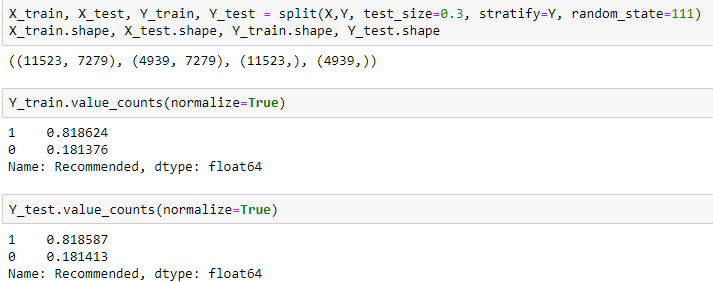 X_train, X_test, Y_train, Y_test = split(X,Y, test_size=0.3, stratify=Y, random_state=111)
X_train.shape, X_test.shape, Y_train.shape, Y_test.shape
((11523, 7279), (4939, 7279), (11523,), (4939,))
Y_train.value_counts(normalize=True)
1    0.818624
0    0.181376
Name: Recommended, dtype: float64
Y_test.value_counts(normalize=True)
1    0.818587
0    0.181413
Name: Recommended, dtype: float64